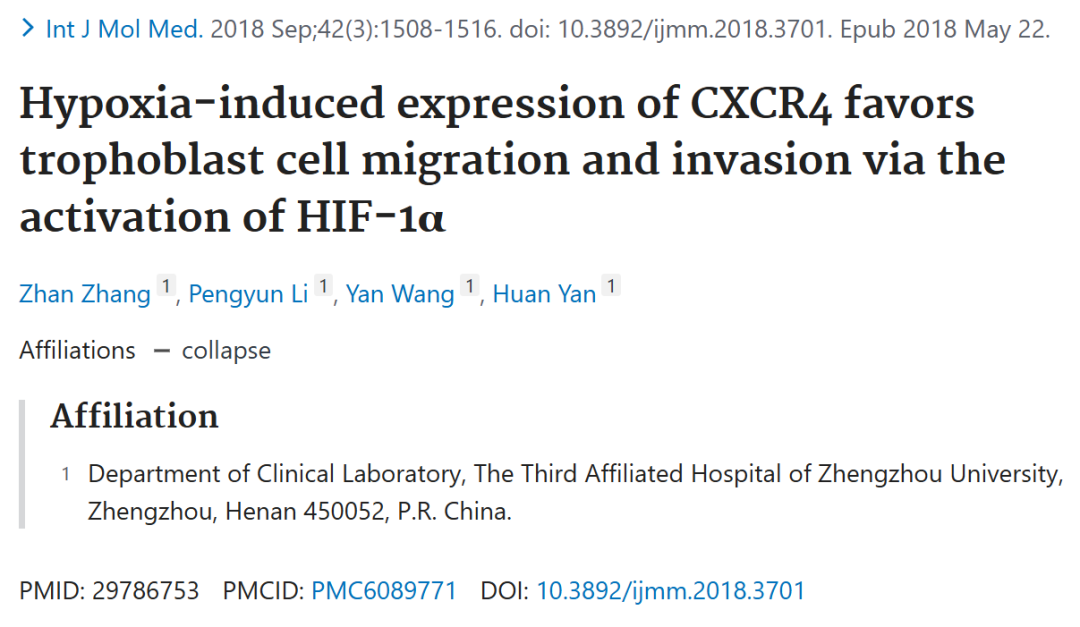 > Int J Mol Med. 2018 Sep;42(3):1508-1516. doi: 10.3892/ijmm.2018.3701. Epub 2018 May 22.
Hypoxia-induced expression of CXCR4 favors
trophoblast cell migration and invasion via the
activation of HIF-1α
Zhan Zhang 1, Pengyun Li 1, Yan Wang 1, Huan Yan 1
Affiliations — collapse
Affiliation
1 Department of Clinical Laboratory, The Third Affiliated Hospital of Zhengzhou University,
Zhengzhou, Henan 450052, P.R. China.
PMID: 29786753 PMCID: PMC6089771 DOI: 10.3892/ijmm.2018.3701